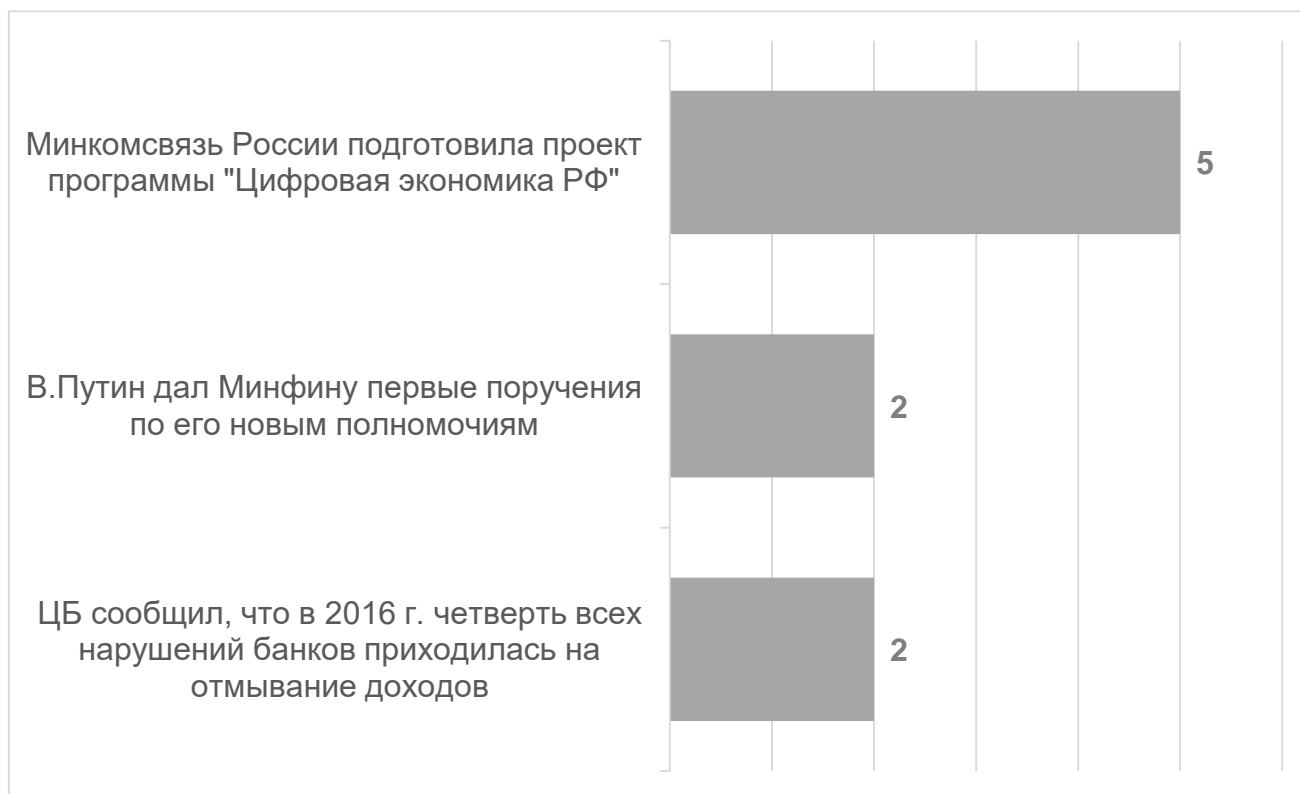 Минкомсвязь России подготовила проект
программы "Цифровая экономика РФ"
5
В.Путин дал Минфину первые поручения
по его новым полномочиям
2
ЦБ сообщил, что в 2016 г. четверть всех
нарушений банков приходилась на
отмывание доходов
2